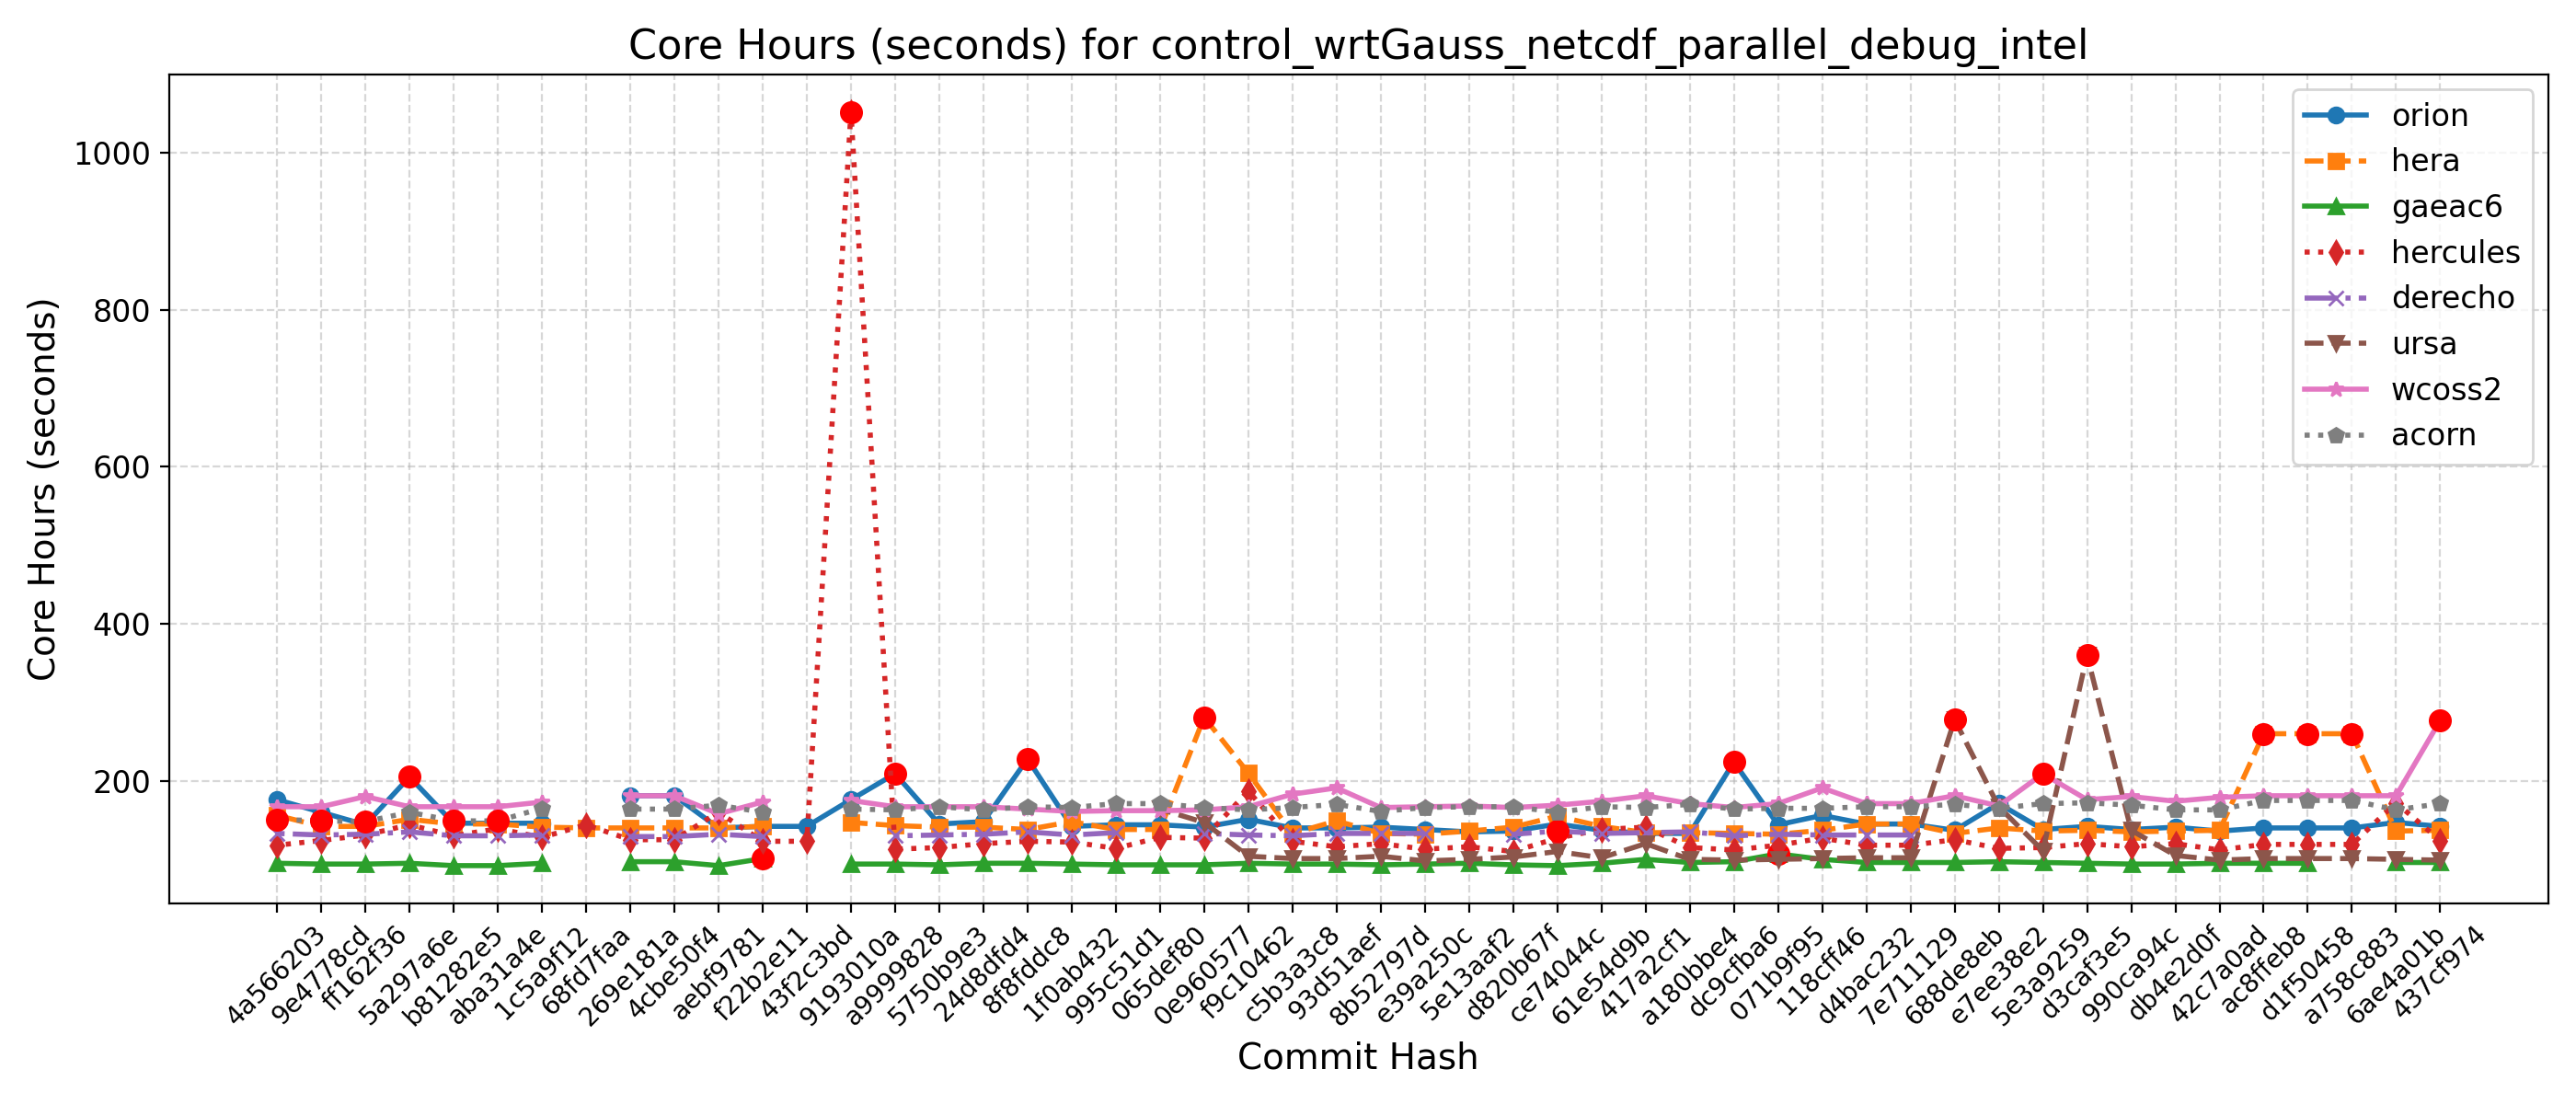 Core Hours (seconds) for control_wrtGauss_netcdf_parallel_debug_intel
Core Hours (seconds)
1000
800
600
400
200
orion
hera
gaeac6
hercules
derecho
ursa
wcoss2
acorn
4a566203
9e4778cd
ff162f36
5a297a6e
b81282e5
aba31a4e
1c5a9f12
68fd7faa
269e181a
4cbe50f4
aebf9781
f22b2e11
43f2c3bd
9193010a
a9999828
5750b9e3
24d8dfd4
8f8fddc8
1f0ab432
995c51d1
065def80
0e960577
f9c10462
c5b3a3c8
93d51aef
8b52797d
e39a250c
5e13aaf2
d820b67f
ce74044c
61e54d9b
417a2cf1
a180bbe4
dc9cfba6
071b9f95
118cff46
d4bac232
7e711129
688de8eb
e7ee38e2
5e3a9259
d3caf3e5
990ca94c
db4e2d0f
42c7a0ad
ac8ffeb8
d1f50458
a758c883
6ae4a01b
437cf974
Commit Hash